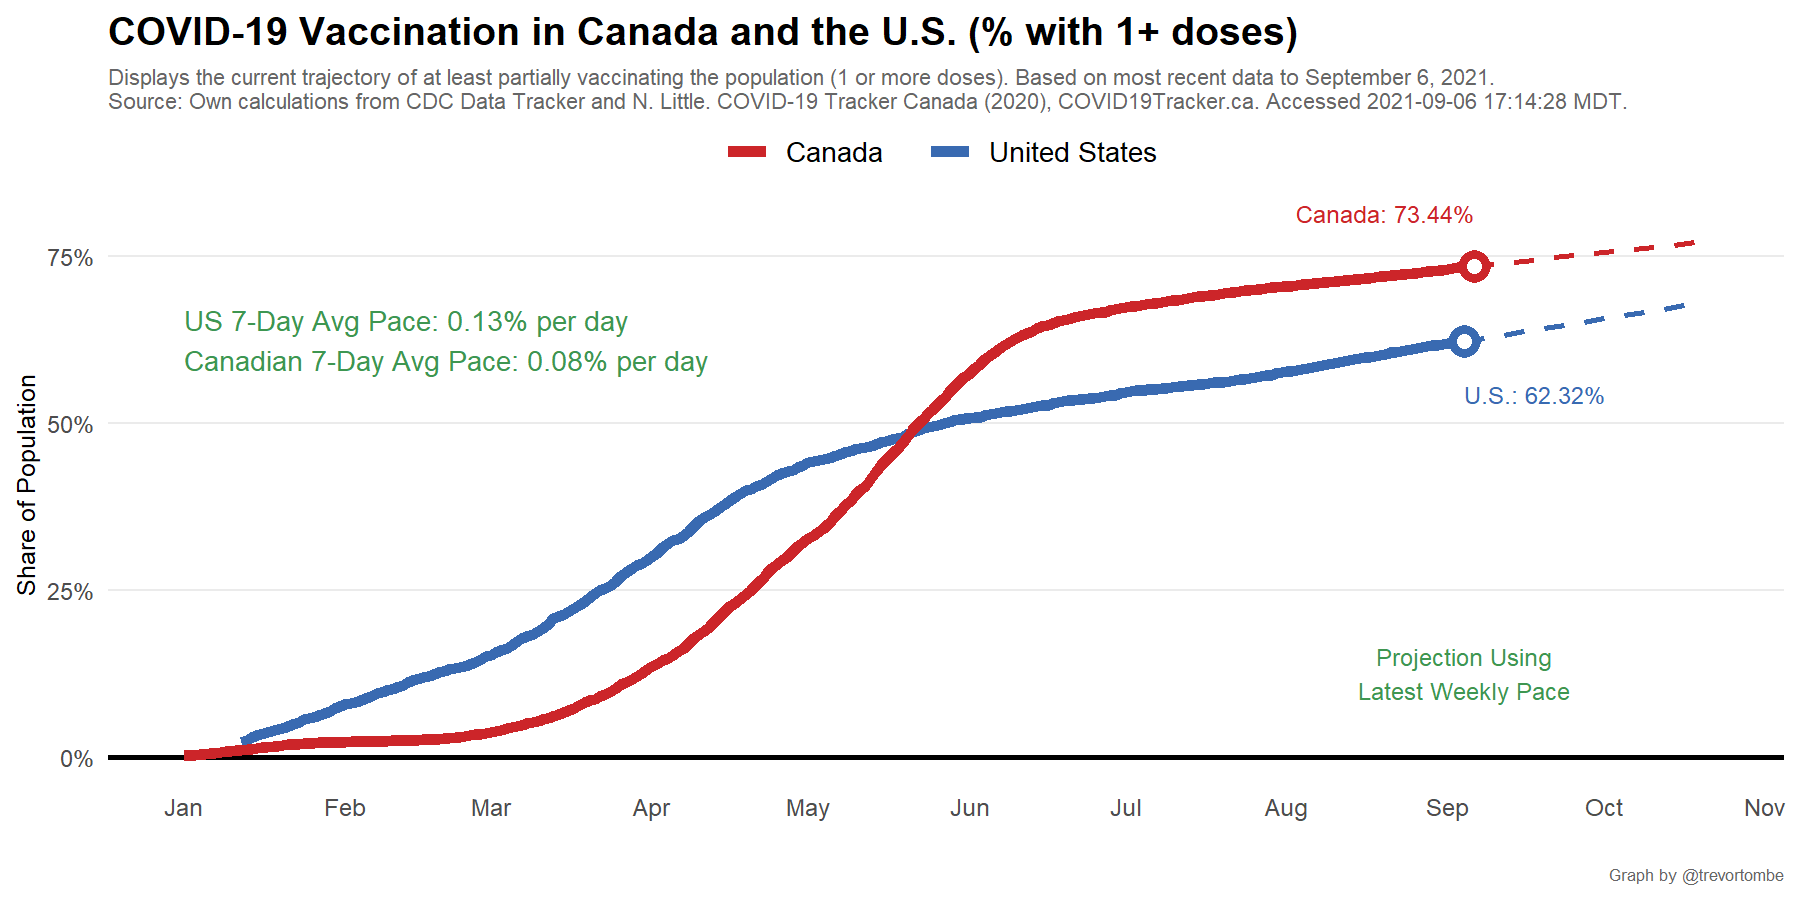 COVID-19 Vaccination in Canada and the U.S. (% with 1+ doses)
Displays the current trajectory of at least partially vaccinating the population (1 or more doses). Based on most recent data to September 6, 2021.
Source: Own calculations from CDC Data Tracker and N. Little. COVID-19 Tracker Canada (2020), COVID19Tracker.ca. Accessed 2021-09-06 17:14:28 MDT.
Canada United States
Canada: 73.44%
75%
US 7-Day Avg Pace: 0.13% per day
Canadian 7-Day Avg Pace: 0.08% per day
U.S.: 62.32%
50%
Share of Population
25%
Projection Using
Latest Weekly Pace
0%
Jan Feb Mar Apr May Jun Jul Aug Sep Oct Nov
Graph by @trevortombe